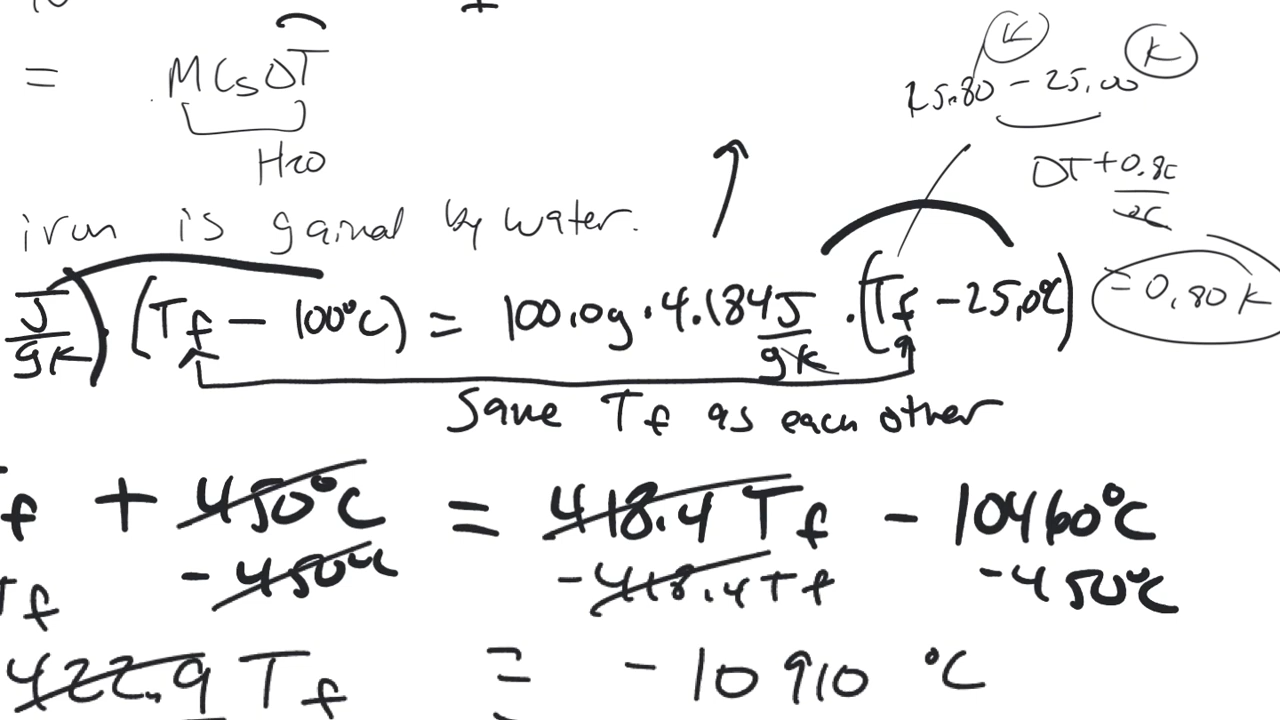 = MCsΔT
H2O
K K
25.80 - 25.00
ΔT + 0.80
iron is gained by water.
J/gK) (Tf - 100°C) = 100.0g · 4.184 J/gK · (Tf - 25.0°C) = 0.80 K
Same Tf as each other
f + 450°C = 418.4 Tf - 10460°C
Tf - 450°C - 418.4 Tf - 450°C
422.9 Tf = - 10910 °C